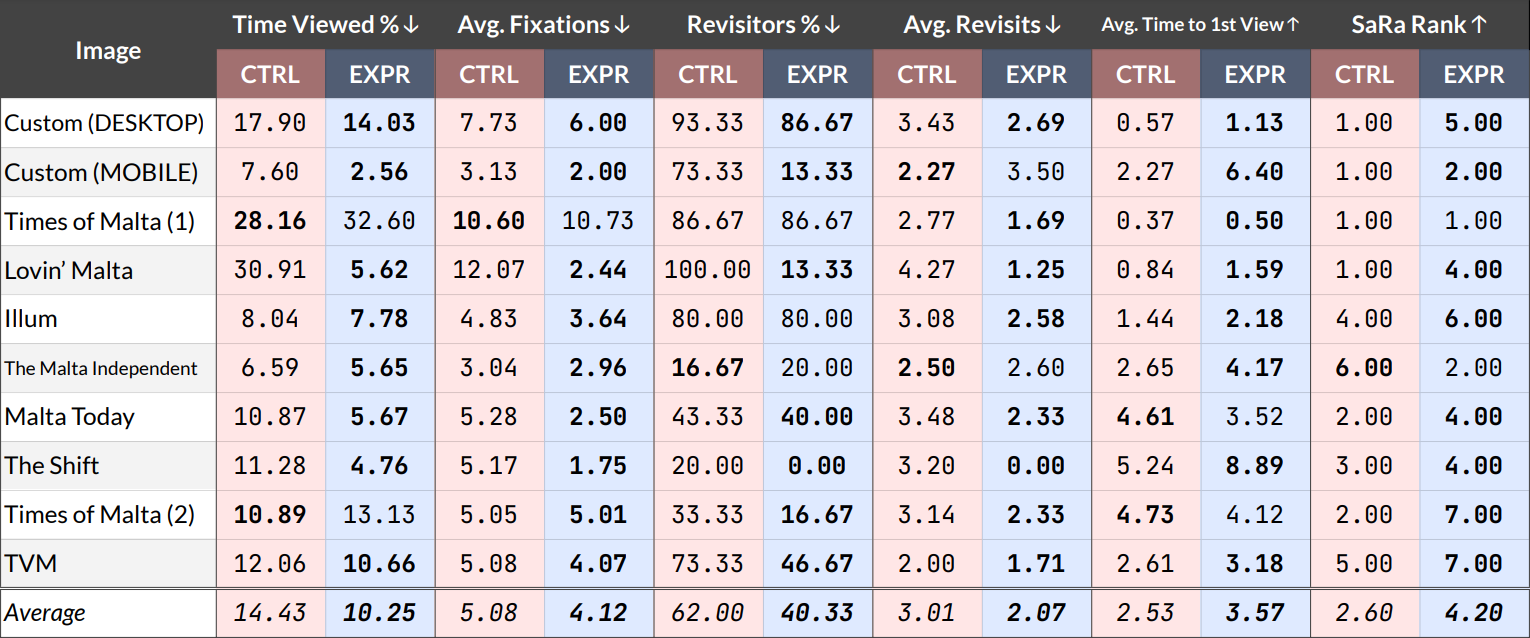 Image Time Viewed %↓ Avg. Fixations↓ Revisitors %↓ Avg. Revisits↓ Avg. Time to 1st View↑ SaRa Rank↑
CTRL EXPR CTRL EXPR CTRL EXPR CTRL EXPR CTRL EXPR CTRL EXPR
Custom (DESKTOP) 17.90 14.03 7.73 6.00 93.33 86.67 3.43 2.69 0.57 1.13 1.00 5.00
Custom (MOBILE) 7.60 2.56 3.13 2.00 73.33 13.33 2.27 3.50 2.27 6.40 1.00 2.00
Times of Malta (1) 28.16 32.60 10.60 10.73 86.67 86.67 2.77 1.69 0.37 0.50 1.00 1.00
Lovin’ Malta 30.91 5.62 12.07 2.44 100.00 13.33 4.27 1.25 0.84 1.59 1.00 4.00
Illum 8.04 7.78 4.83 3.64 80.00 80.00 3.08 2.58 1.44 2.18 4.00 6.00
The Malta Independent 6.59 5.65 3.04 2.96 16.67 20.00 2.50 2.60 2.65 4.17 6.00 2.00
Malta Today 10.87 5.67 5.28 2.50 43.33 40.00 3.48 2.33 4.61 3.52 2.00 4.00
The Shift 11.28 4.76 5.17 1.75 20.00 0.00 3.20 0.00 5.24 8.89 3.00 4.00
Times of Malta (2) 10.89 13.13 5.05 5.01 33.33 16.67 3.14 2.33 4.73 4.12 2.00 7.00
TVM 12.06 10.66 5.08 4.07 73.33 46.67 2.00 1.71 2.61 3.18 5.00 7.00
Average 14.43 10.25 5.08 4.12 62.00 40.33 3.01 2.07 2.53 3.57 2.60 4.20